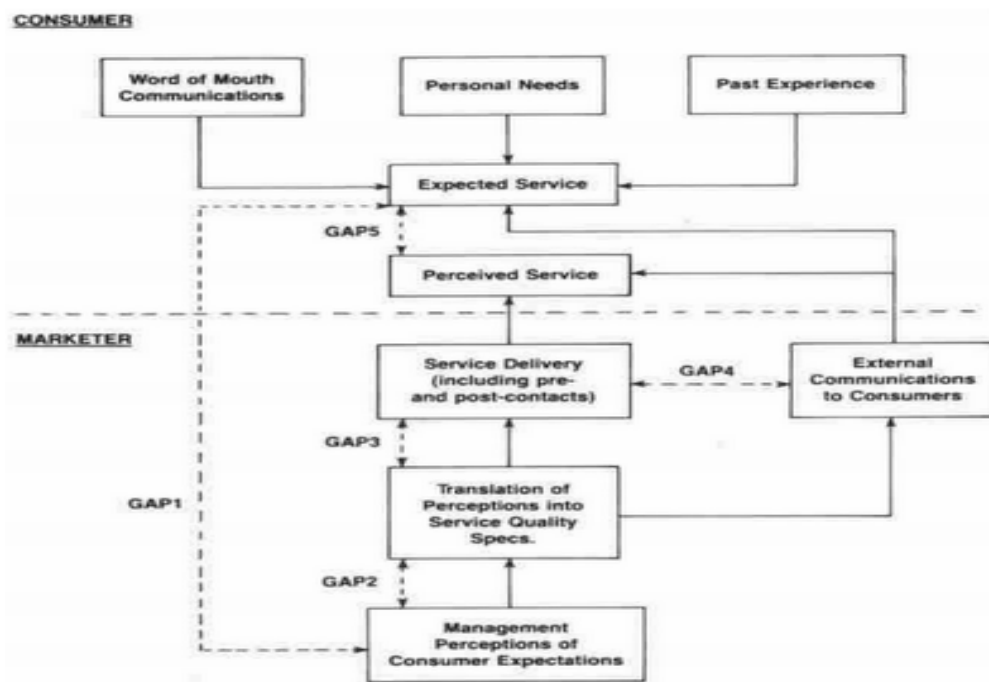 CONSUMER
Word of Mouth
Communications
Personal Needs
Past Experience
Expected Service
GAP5
Perceived Service
MARKETER
Service Delivery
(including pre-
and post-contacts)
GAP4
External
Communications
to Consumers
GAP3
GAP1
Translation of
Perceptions into
Service Quality
Specs.
GAP2
Management
Perceptions of
Consumer Expectations